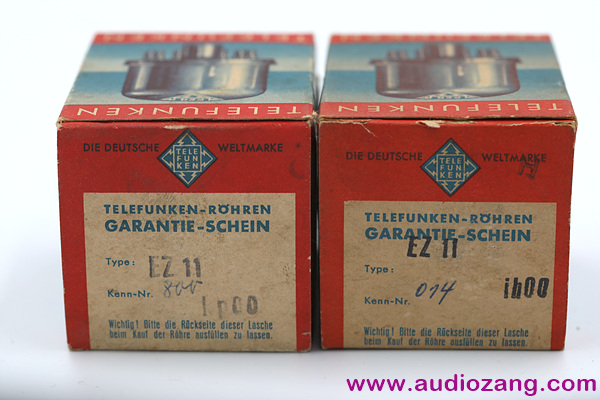 TELEFUNKEN
TELEFUNKEN
DIE DEUTSCHE
TELE
FUN
KEN
WELTMARKE
TELEFUNKEN-RÖHREN
GARANTIE-SCHEIN
Type: EZ 11
Kenn-Nr.
Wichtig! Bitte die Rückseite dieser Lasche
beim Kauf der Röhre ausfüllen zu lassen.
TELEFUNKEN
TELEFUNKEN
DIE DEUTSCHE
TELE
FUN
KEN
WELTMARKE
TELEFUNKEN-RÖHREN
GARANTIE-SCHEIN
EZ 11
Type:
Kenn-Nr. 014
ih00
Wichtig! Bitte die Rückseite dieser Lasche
beim Kauf der Röhre ausfüllen zu lassen.
www.audiozang.com